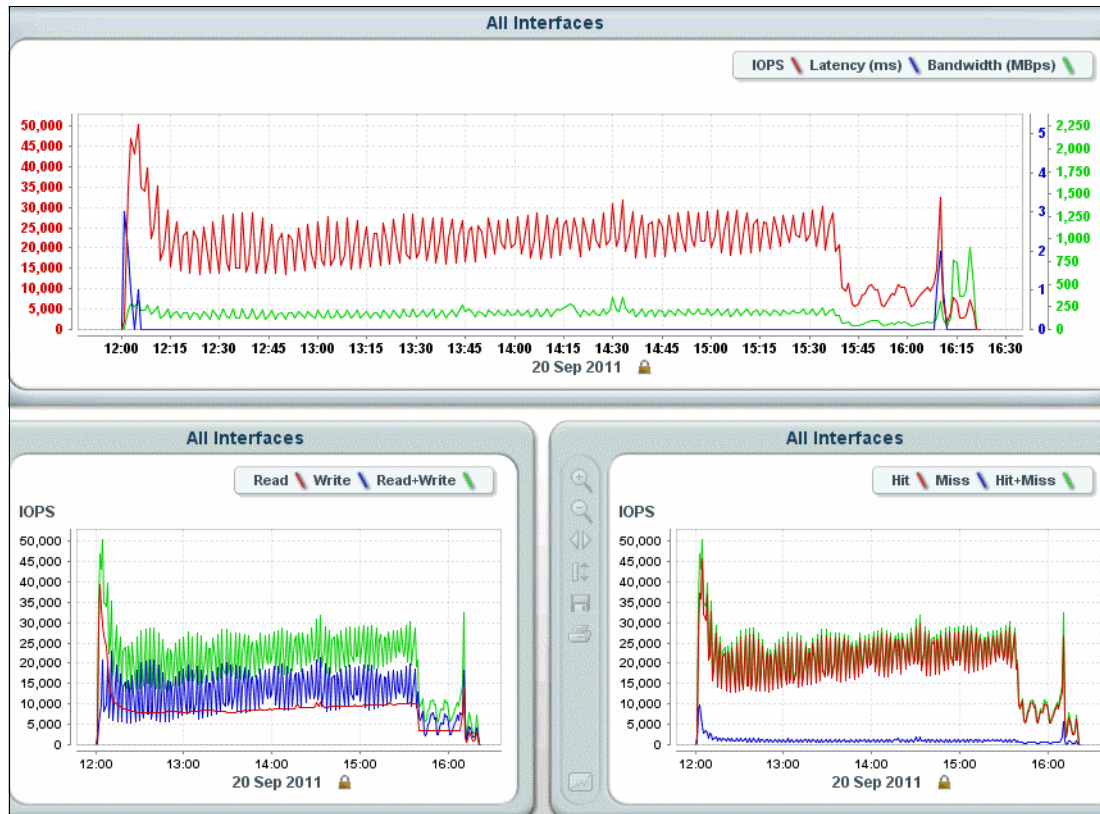 All Interfaces
IOPS Latency (ms) Bandwidth (MBps)
50,000 5 2,250
45,000 2,000
40,000 4 1,750
35,000 1,500
30,000 3 1,250
25,000 1,000
20,000 2 750
15,000 500
10,000 1 250
5,000
0 0 0
12:00 12:15 12:30 12:45 13:00 13:15 13:30 13:45 14:00 14:15 14:30 14:45 15:00 15:15 15:30 15:45 16:00 16:15 16:30
20 Sep 2011
All Interfaces
Read Write Read+Write
IOPS
50,000
45,000
40,000
35,000
30,000
25,000
20,000
15,000
10,000
5,000
0
12:00 13:00 14:00 15:00 16:00
20 Sep 2011
All Interfaces
Hit Miss Hit+Miss
IOPS
50,000
45,000
40,000
35,000
30,000
25,000
20,000
15,000
10,000
5,000
0
12:00 13:00 14:00 15:00 16:00
20 Sep 2011